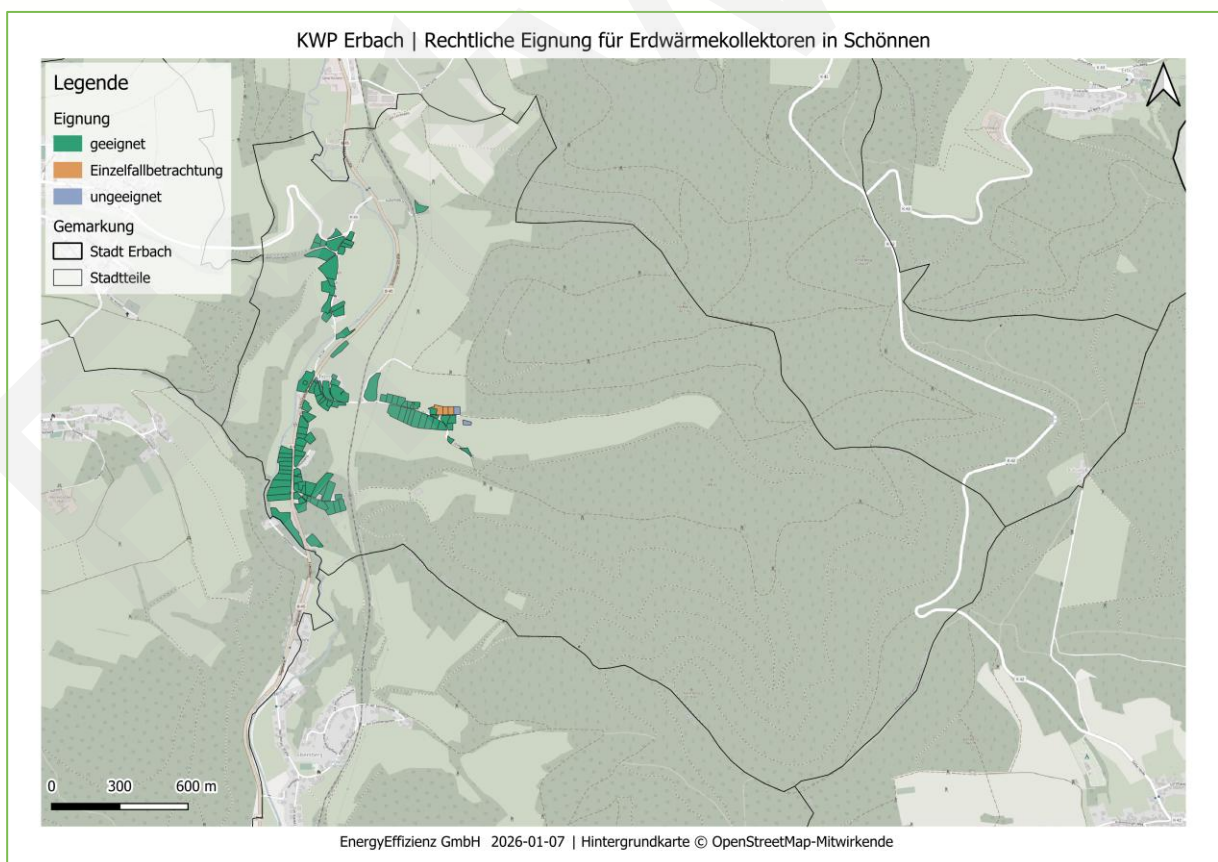 KWP Erbach | Rechtliche Eignung für Erdwärmekollektoren in Schönnen
Legende
Eignung
geeignet
Einzelfallbetrachtung
ungeeignet
Gemarkung
Stadt Erbach
Stadtteile
0 300 600 m
EnergyEffizienz GmbH 2026-01-07 | Hintergrundkarte © OpenStreetMap-Mitwirkende